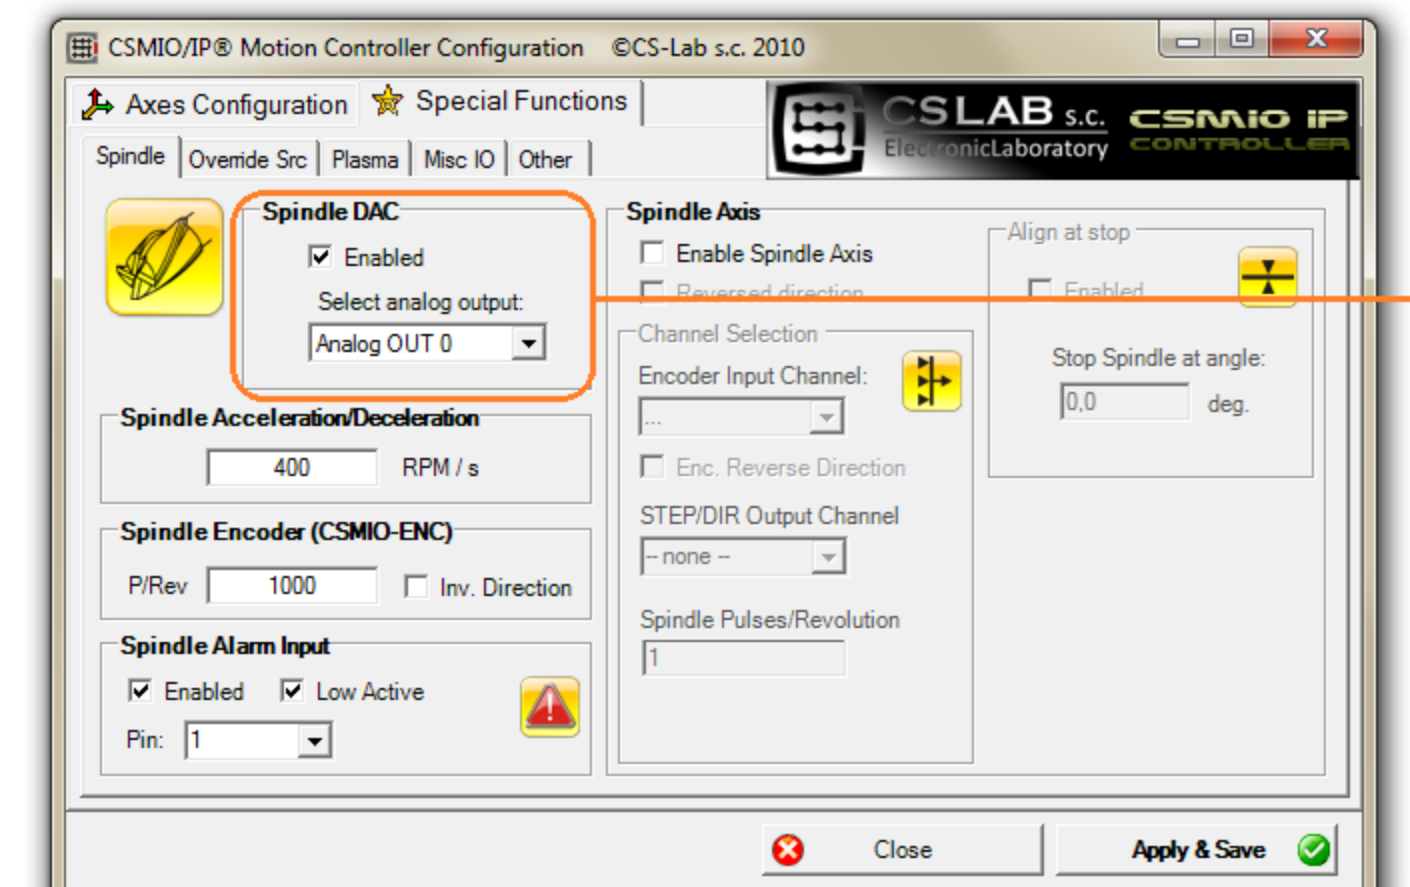 CSMIO/IP® Motion Controller Configuration ©CS-Lab s.c. 2010
Axes Configuration Special Functions
CSLAB s.c.
ElectronicLaboratory
CSMIO IP
CONTROLLER
Spindle Override Src Plasma Misc IO Other
Spindle DAC
Enabled
Select analog output:
Analog OUT 0
Spindle Acceleration/Deceleration
400 RPM / s
Spindle Encoder (CSMIO-ENC)
P/Rev 1000 Inv. Direction
Spindle Alarm Input
Enabled Low Active
Pin: 1
Spindle Axis
Enable Spindle Axis
Reversed direction
Channel Selection
Encoder Input Channel:
...
Enc. Reverse Direction
STEP/DIR Output Channel
-- none --
Spindle Pulses/Revolution
1
Align at stop
Enabled
Stop Spindle at angle:
0,0 deg.
Close Apply & Save